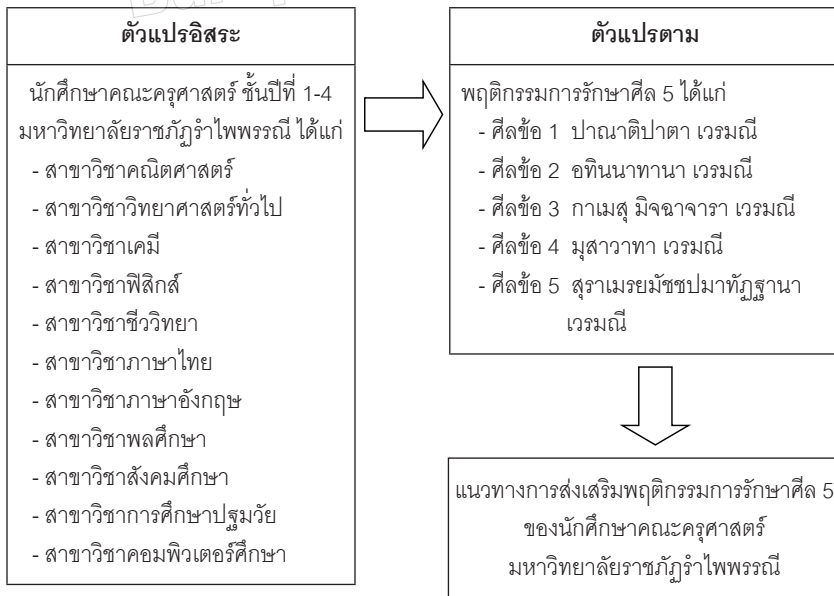 ตัวแปรอิสระ
นักศึกษาคณะครุศาสตร์ ชั้นปีที่ 1-4
มหาวิทยาลัยราชภัฏรำไพพรรณี ได้แก่
- สาขาวิชาคณิตศาสตร์
- สาขาวิชาวิทยาศาสตร์ทั่วไป
- สาขาวิชาเคมี
- สาขาวิชาฟิสิกส์
- สาขาวิชาชีววิทยา
- สาขาวิชาภาษาไทย
- สาขาวิชาภาษาอังกฤษ
- สาขาวิชาพลศึกษา
- สาขาวิชาสังคมศึกษา
- สาขาวิชาการศึกษาปฐมวัย
- สาขาวิชาคอมพิวเตอร์ศึกษา
ตัวแปรตาม
พฤติกรรมการรักษาศีล 5 ได้แก่
- ศีลข้อ 1 ปาณาติปาตา เวรมณี
- ศีลข้อ 2 อทินนาทานา เวรมณี
- ศีลข้อ 3 กาเมสุ มิจฉาจารา เวรมณี
- ศีลข้อ 4 มุสาวาทา เวรมณี
- ศีลข้อ 5 สุราเมรยมัชชปมาทัฏฐานา
เวรมณี
แนวทางการส่งเสริมพฤติกรรมการรักษาศีล 5
ของนักศึกษาคณะครุศาสตร์
มหาวิทยาลัยราชภัฏรำไพพรรณี